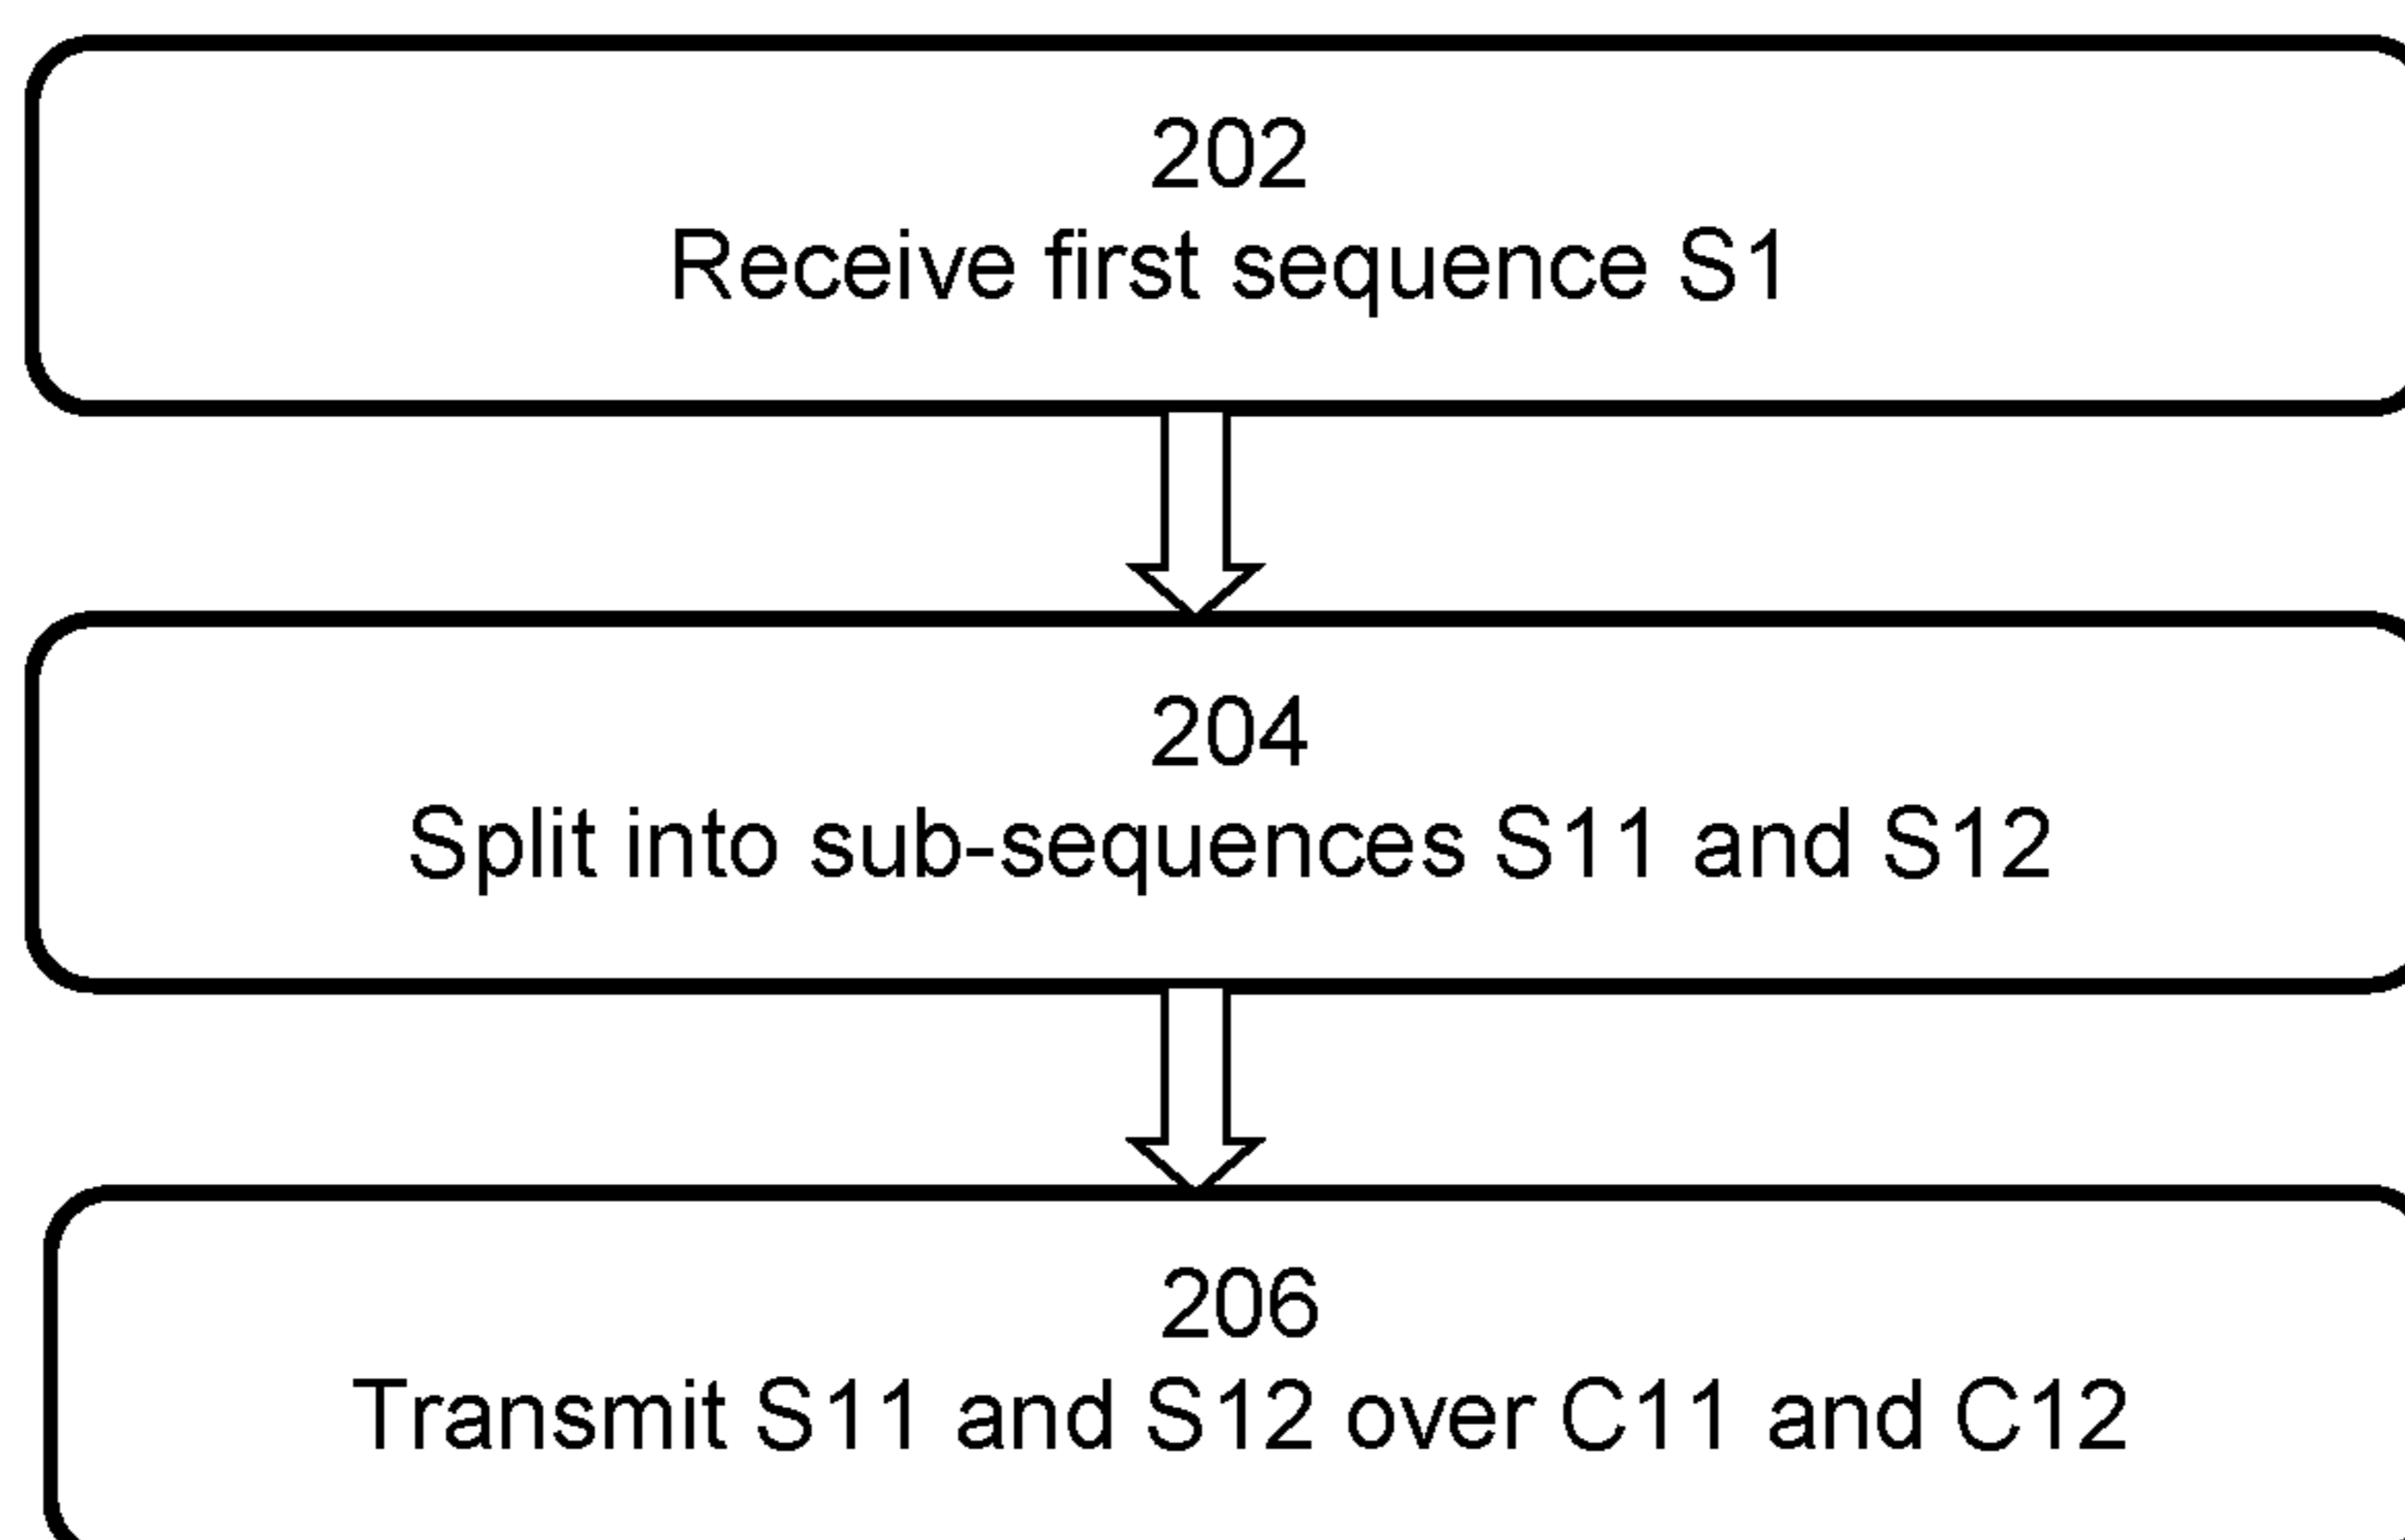 202
Receive first sequence S1
204
Split into sub-sequences S11 and S12
206
Transmit S11 and S12 over C11 and C12